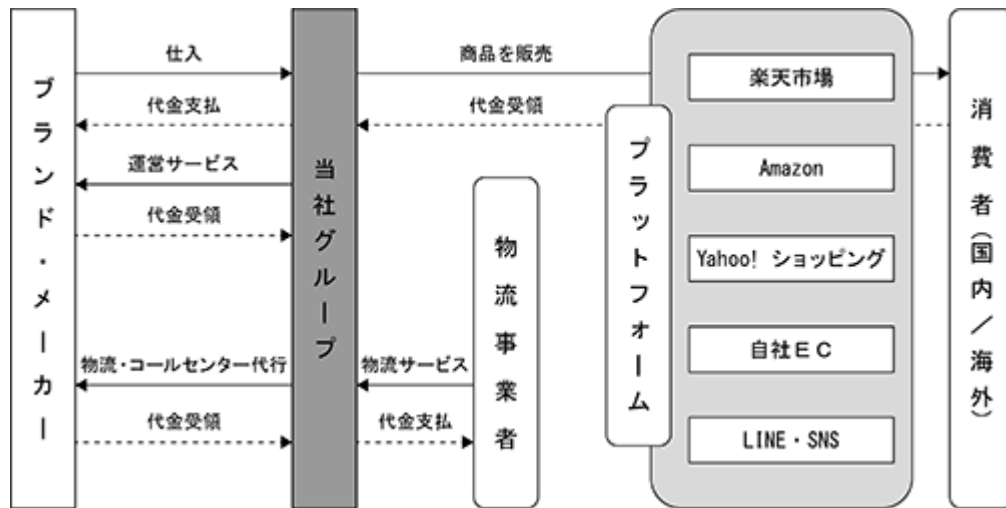 ブランド・メーカー
仕入
代金支払
運営サービス
代金受領
物流・コールセンター代行
代金受領
当社グループ
商品を販売
代金受領
物流サービス
代金支払
物流事業者
プラットフォーム
楽天市場
Amazon
Yahoo! ショッピング
自社EC
LINE・SNS
消費者(国内/海外)